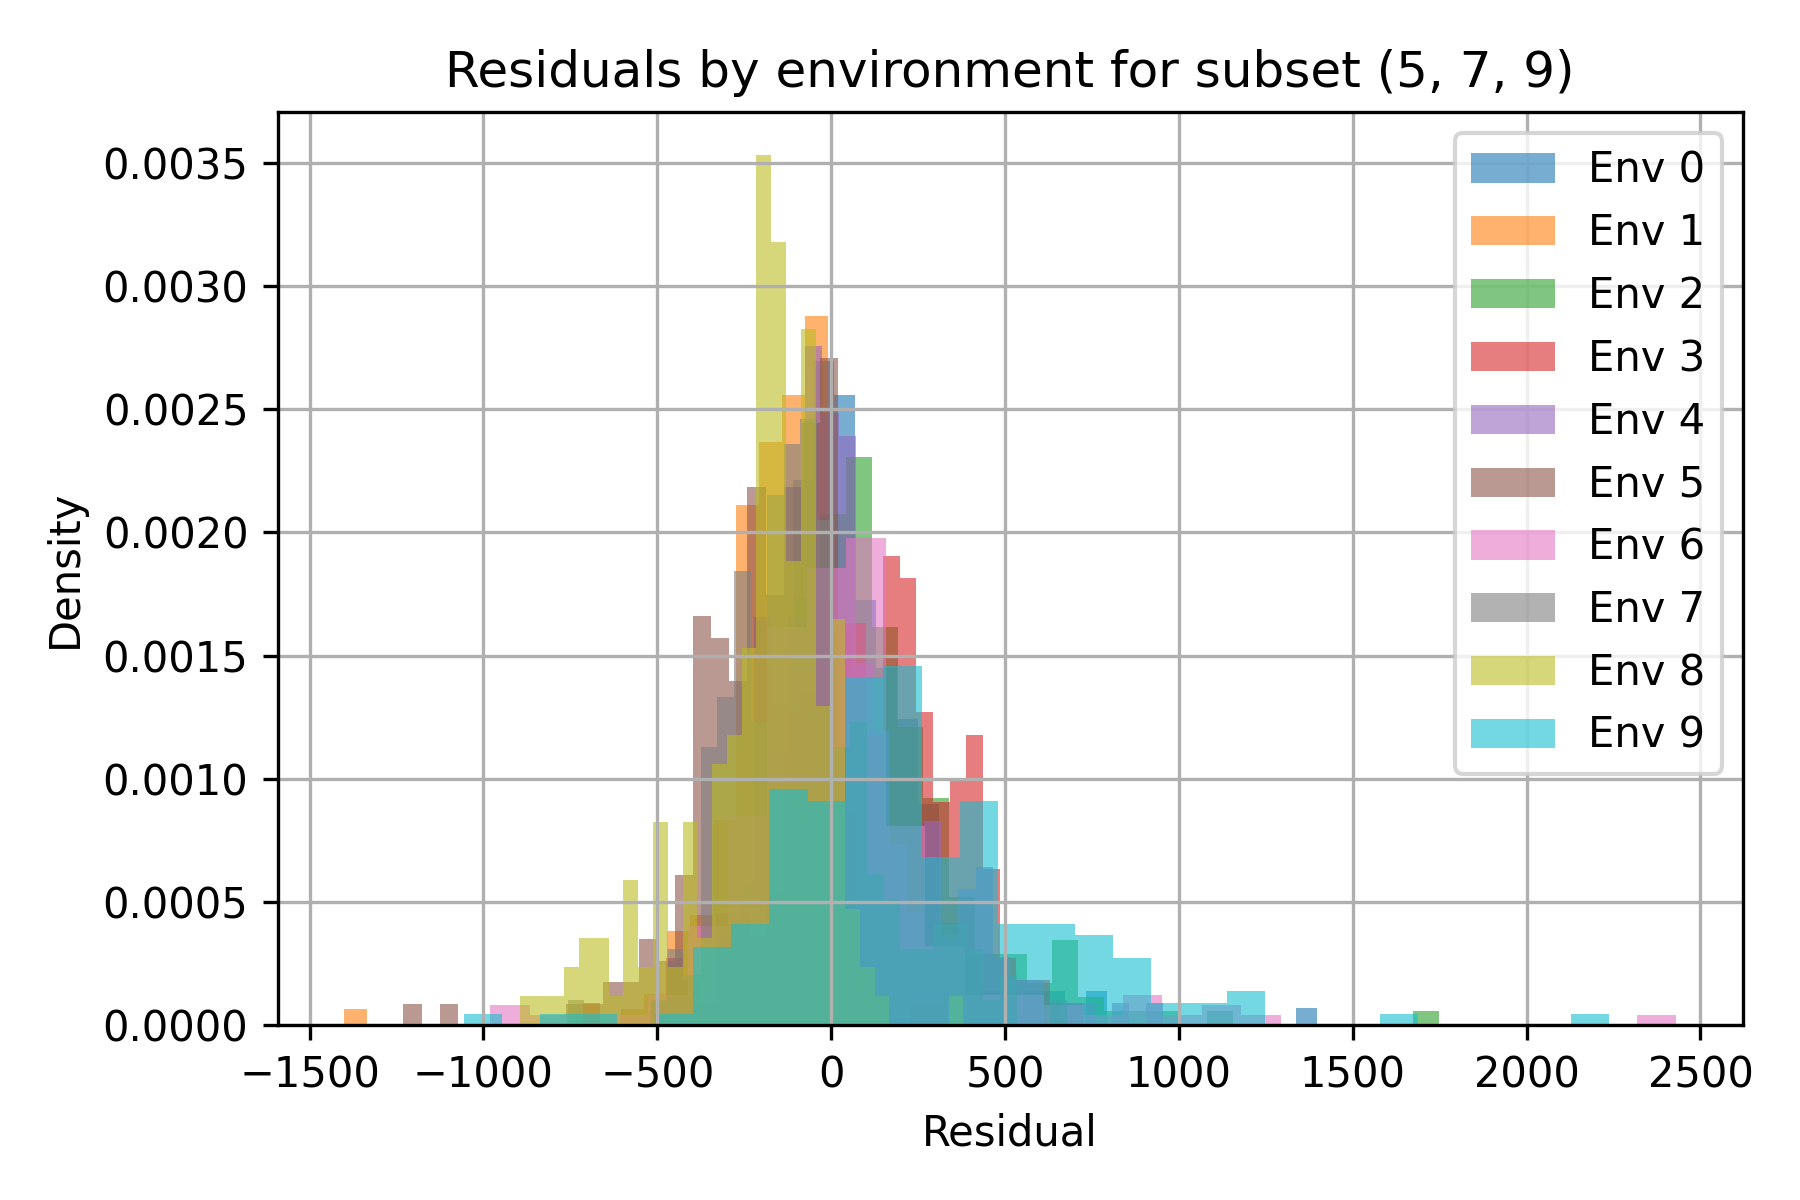 Residuals by environment for subset (5, 7, 9)
Density
0.0035
0.0030
0.0025
0.0020
0.0015
0.0010
0.0005
0.0000
−1500 −1000 −500 0 500 1000 1500 2000 2500
Residual
Env 0
Env 1
Env 2
Env 3
Env 4
Env 5
Env 6
Env 7
Env 8
Env 9